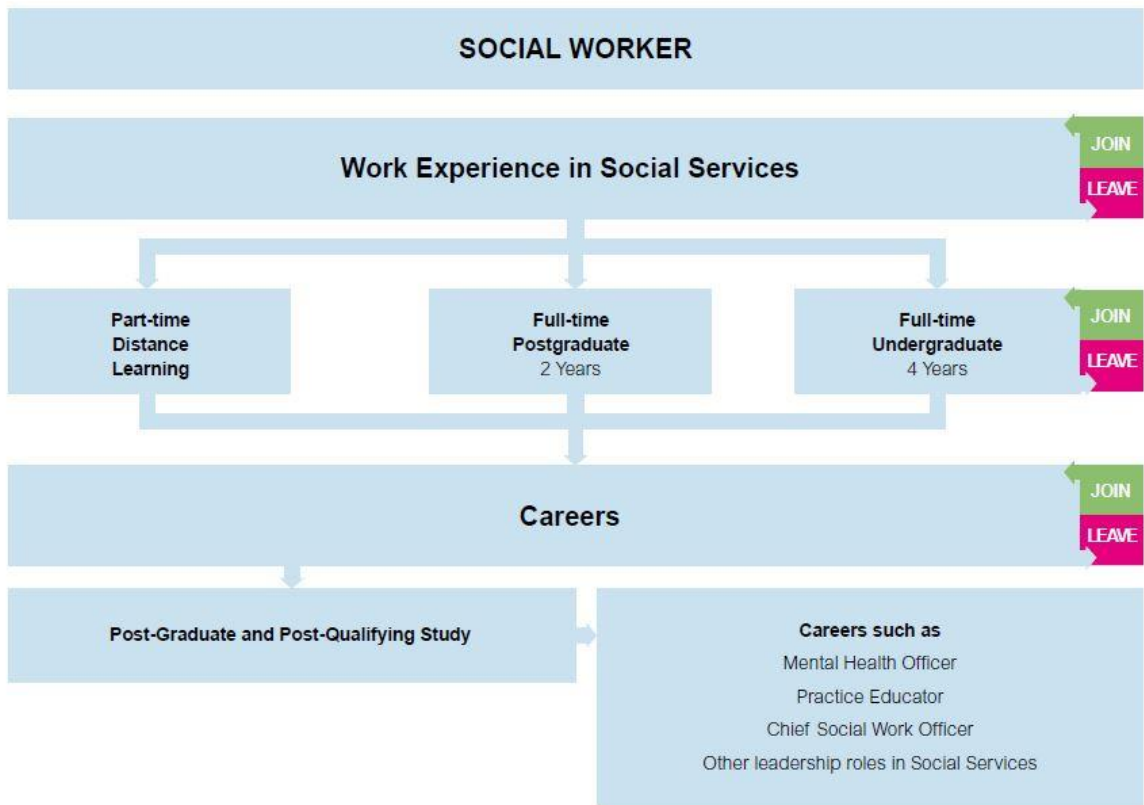 SOCIAL WORKER
Work Experience in Social Services
JOIN
LEAVE
Part-time
Distance
Learning
Full-time
Postgraduate
2 Years
Full-time
Undergraduate
4 Years
JOIN
LEAVE
Careers
JOIN
LEAVE
Post-Graduate and Post-Qualifying Study
Careers such as
Mental Health Officer
Practice Educator
Chief Social Work Officer
Other leadership roles in Social Services